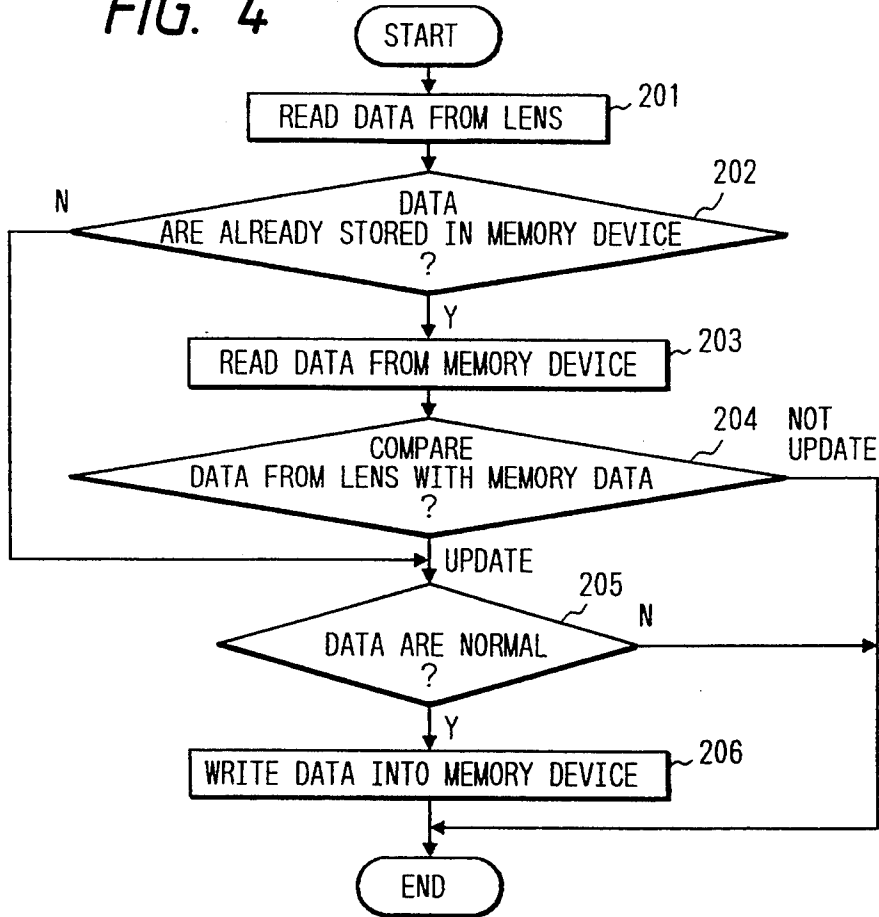 FIG. 4
START
READ DATA FROM LENS
201
202
N
DATA
ARE ALREADY STORED IN MEMORY DEVICE
?
Y
READ DATA FROM MEMORY DEVICE
203
204
NOT
UPDATE
COMPARE
DATA FROM LENS WITH MEMORY DATA
?
UPDATE
205
N
DATA ARE NORMAL
?
Y
WRITE DATA INTO MEMORY DEVICE
206
END